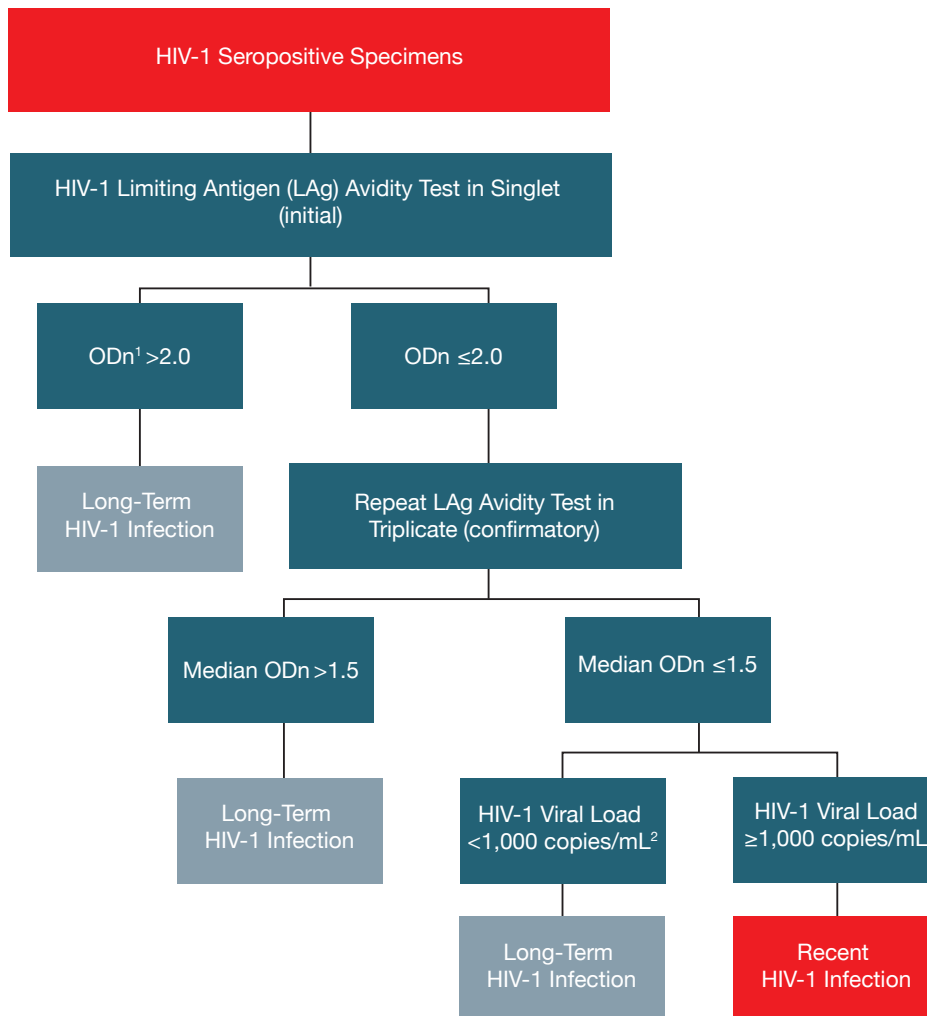 HIV-1 Seropositive Specimens
HIV-1 Limiting Antigen (LAg) Avidity Test in Singlet
(initial)
ODn¹ >2.0
ODn ≤2.0
Long-Term
HIV-1 Infection
Repeat LAg Avidity Test in
Triplicate (confirmatory)
Median ODn >1.5
Median ODn ≤1.5
Long-Term
HIV-1 Infection
HIV-1 Viral Load
<1,000 copies/mL²
HIV-1 Viral Load
≥1,000 copies/mL
Long-Term
HIV-1 Infection
Recent
HIV-1 Infection